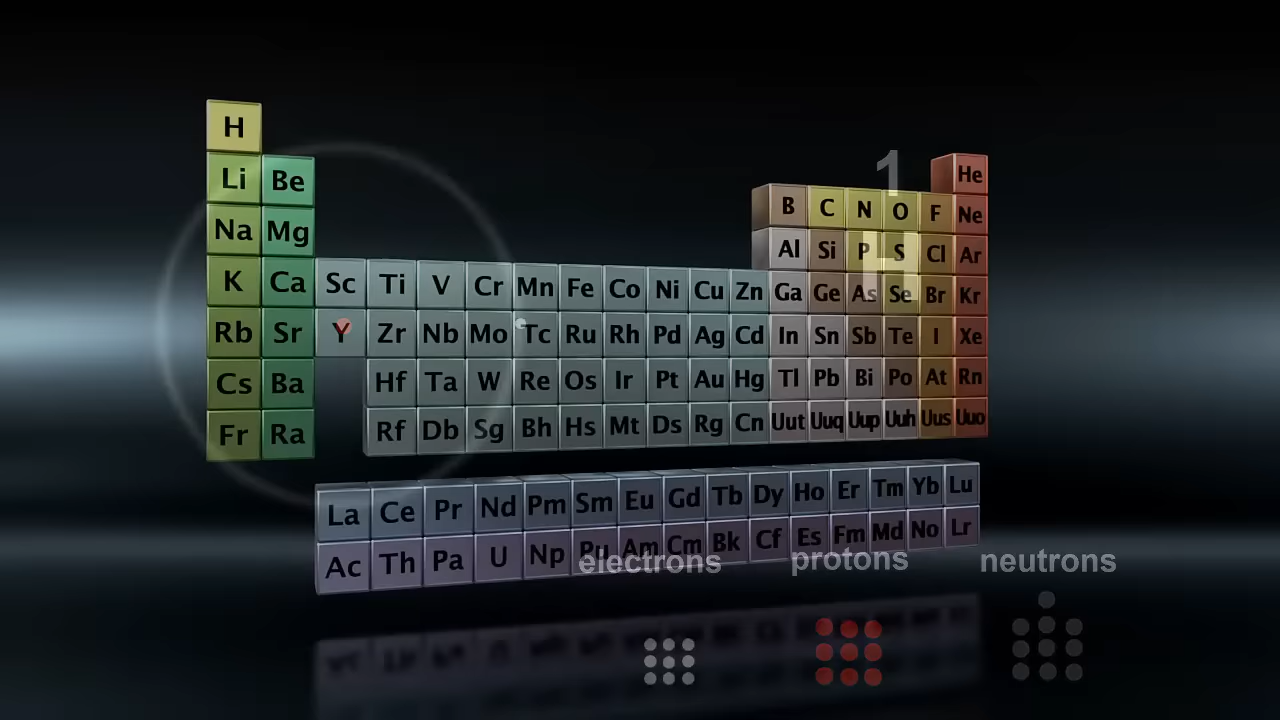 H
1
He
Li Be B C N O F Ne
Na Mg Al Si P S Cl Ar
H
K Ca Sc Ti V Cr Mn Fe Co Ni Cu Zn Ga Ge As Se Br Kr
Rb Sr Y Zr Nb Mo Tc Ru Rh Pd Ag Cd In Sn Sb Te I Xe
Cs Ba Hf Ta W Re Os Ir Pt Au Hg Tl Pb Bi Po At Rn
Fr Ra Rf Db Sg Bh Hs Mt Ds Rg Cn Uut Uuq Uup Uuh Uus Uuo
La Ce Pr Nd Pm Sm Eu Gd Tb Dy Ho Er Tm Yb Lu
Ac Th Pa U Np Pu Am Cm Bk Cf Es Fm Md No Lr
electrons protons neutrons